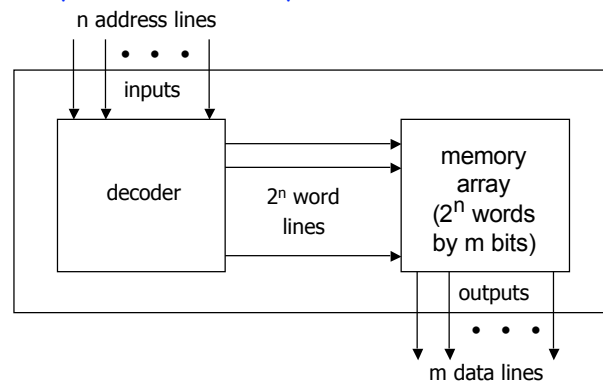 n address lines
inputs
decoder
2ⁿ word
lines
memory
array
(2ⁿ words
by m bits)
outputs
m data lines